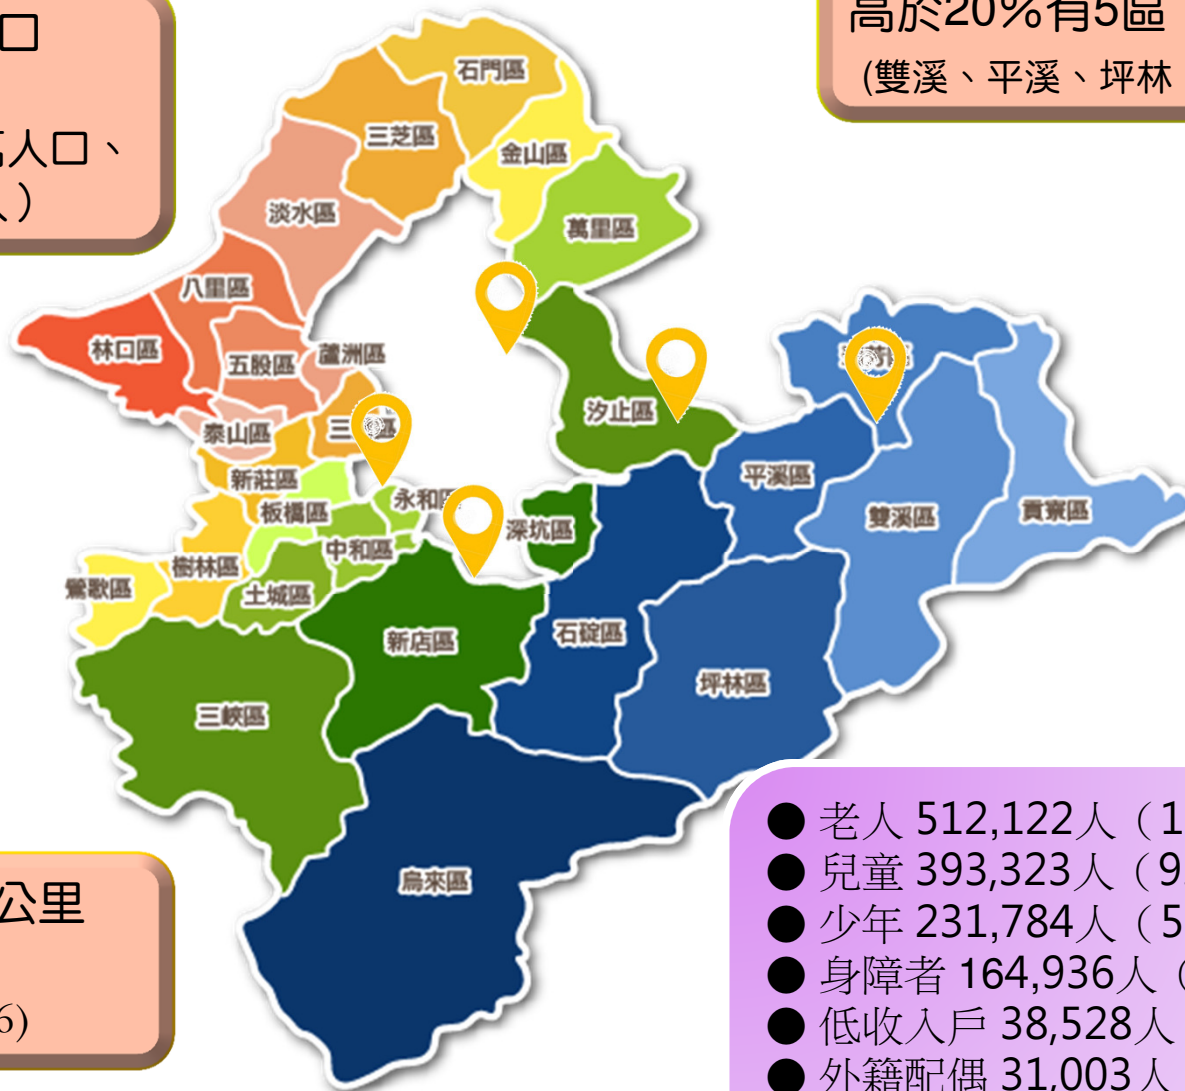 口
高於20%有5區
(雙溪、平溪、坪林
萬人口、
人)
石門區
三芝區
金山區
淡水區
萬里區
八里區
林口區
五股區
蘆洲區
汐止區
泰山區
三
區
新莊區
平溪區
板橋區
永和區
深坑區
雙溪區
貢寮區
中和區
樹林區
鶯歌區
土城區
新店區
石碇區
坪林區
三峽區
烏來區
公里
6)
● 老人 512,122人（1
● 兒童 393,323人（9
● 少年 231,784人（5
● 身障者 164,936人（
● 低收入戶 38,528人
● 外籍配偶 31,003人